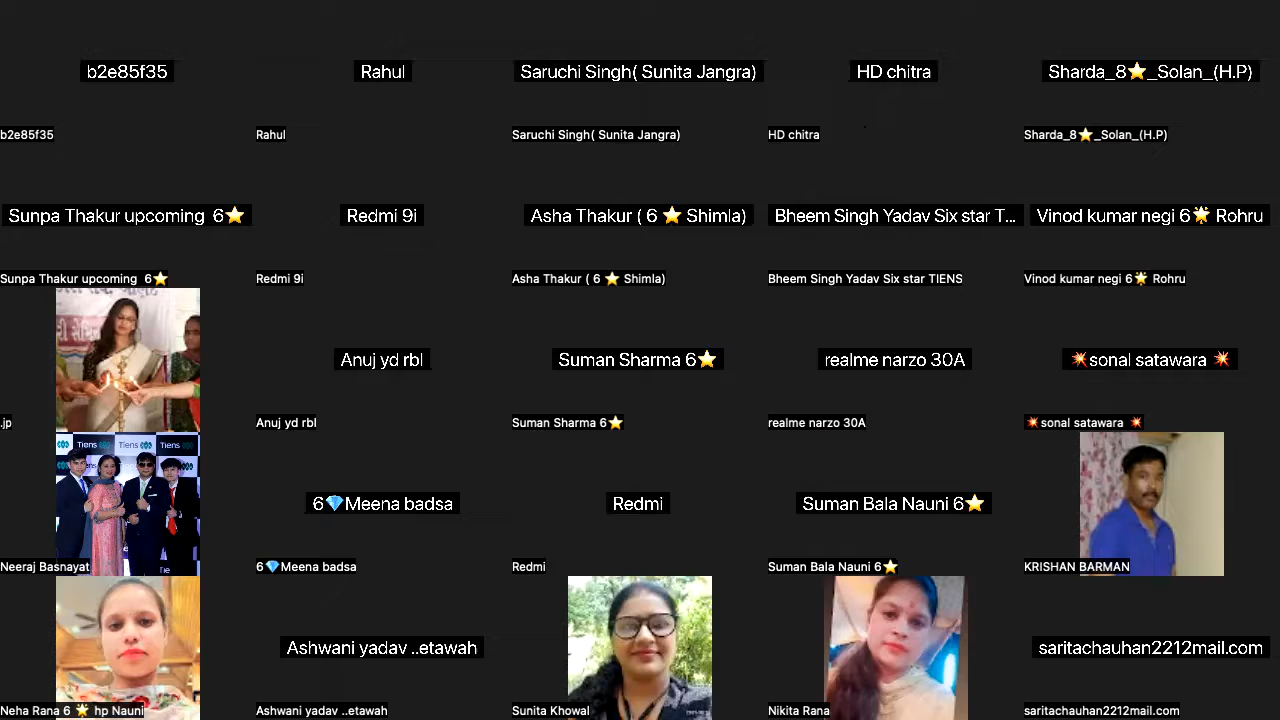 b2e85f35
Rahul
Saruchi Singh( Sunita Jangra)
HD chitra
Sharda_8⭐_Solan_(H.P)
b2e85f35
Rahul
Saruchi Singh( Sunita Jangra)
HD chitra
Sharda_8⭐_Solan_(H.P)
Sunpa Thakur upcoming 6⭐
Redmi 9i
Asha Thakur ( 6 ⭐ Shimla)
Bheem Singh Yadav Six star T...
Vinod kumar negi 6🌟 Rohru
Sunpa Thakur upcoming 6⭐
Redmi 9i
Asha Thakur ( 6 ⭐ Shimla)
Bheem Singh Yadav Six star TIENS
Vinod kumar negi 6🌟 Rohru
Anuj yd rbl
Suman Sharma 6⭐
realme narzo 30A
💥sonal satawara 💥
.jp
Anuj yd rbl
Suman Sharma 6⭐
realme narzo 30A
💥sonal satawara 💥
Tiens
Tiens
Tiens
6💎Meena badsa
Redmi
Suman Bala Nauni 6⭐
Neeraj Basnayat
6💎Meena badsa
Redmi
Suman Bala Nauni 6⭐
KRISHAN BARMAN
Ashwani yadav ..etawah
saritachauhan2212mail.com
Neha Rana 6 🌟 hp Nauni
Ashwani yadav ..etawah
Sunita Khowal
Nikita Rana
saritachauhan2212mail.com